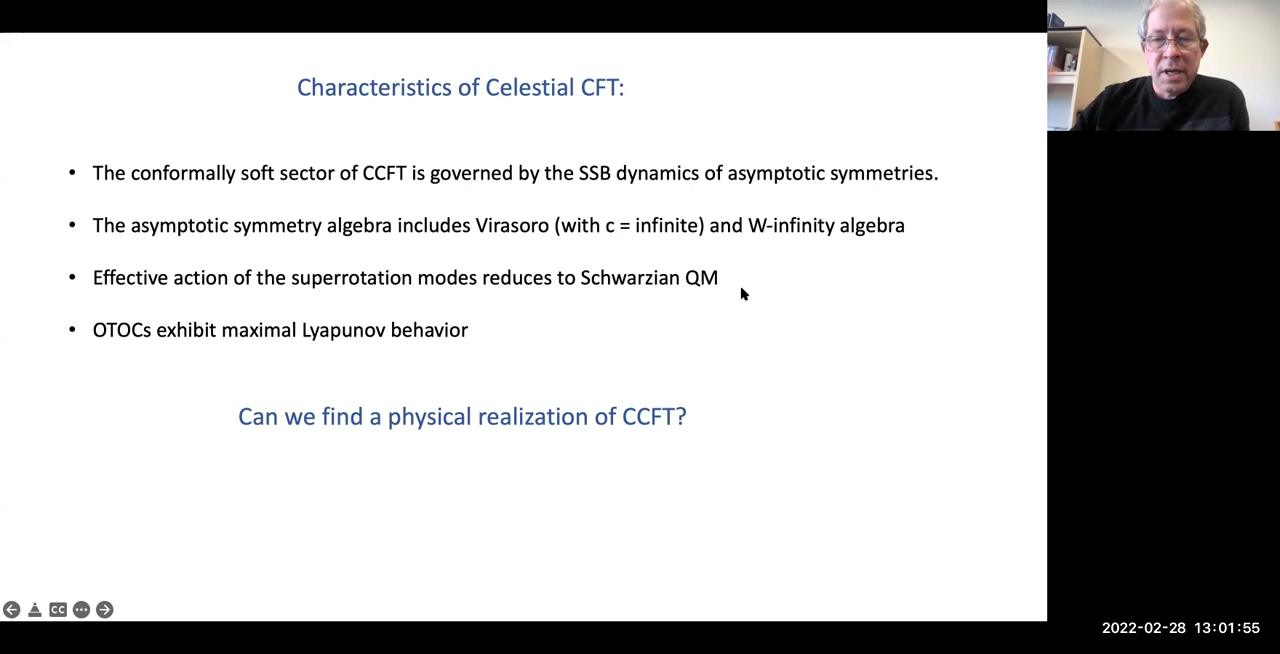 Characteristics of Celestial CFT:
• The conformally soft sector of CCFT is governed by the SSB dynamics of asymptotic symmetries.
• The asymptotic symmetry algebra includes Virasoro (with c = infinite) and W-infinity algebra
• Effective action of the superrotation modes reduces to Schwarzian QM
• OTOCs exhibit maximal Lyapunov behavior
Can we find a physical realization of CCFT?
CC
2022-02-28 13:01:55